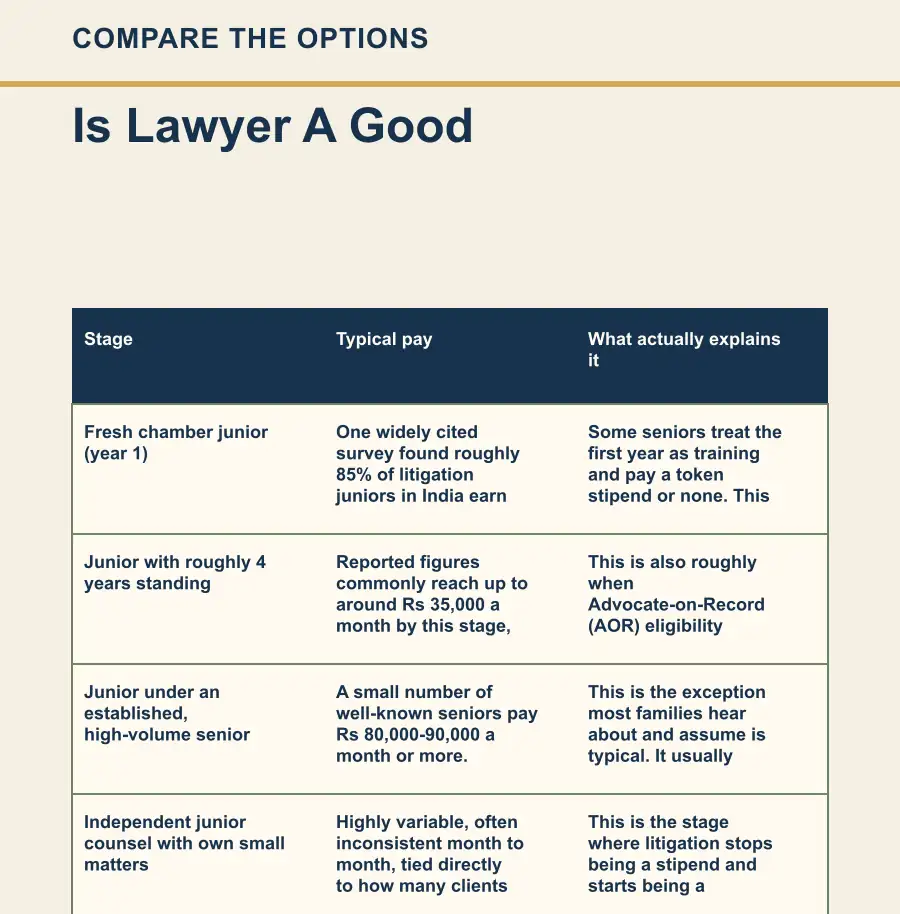 COMPARE THE OPTIONS
Is Lawyer A Good
Stage
Typical pay
What actually explains
it
Fresh chamber junior
(year 1)
One widely cited
survey found roughly
85% of litigation
juniors in India earn
Some seniors treat the
first year as training
and pay a token
stipend or none. This
Junior with roughly 4
years standing
Reported figures
commonly reach up to
around Rs 35,000 a
month by this stage,
This is also roughly
when
Advocate-on-Record
(AOR) eligibility
Junior under an
established,
high-volume senior
A small number of
well-known seniors pay
Rs 80,000-90,000 a
month or more.
This is the exception
most families hear
about and assume is
typical. It usually
Independent junior
counsel with own small
matters
Highly variable, often
inconsistent month to
month, tied directly
to how many clients
This is the stage
where litigation stops
being a stipend and
starts being a